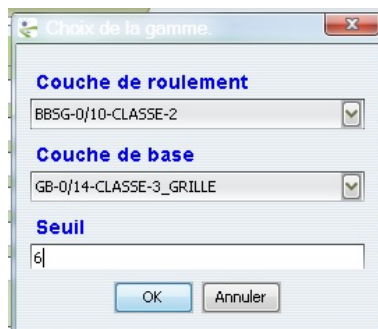 Choix de la gamme.
Couche de roulement
BBSG-0/10-CLASSE-2
Couche de base
GB-0/14-CLASSE-3_GRILLE
Seuil
6
OK
Annuler